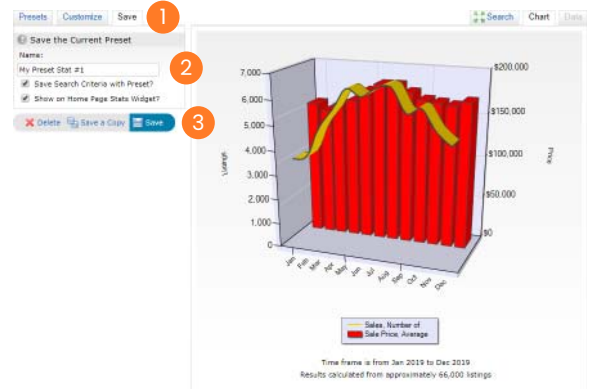 Presets Customize Save 1
Search Chart Data
Save the Current Preset
Name:
My Preset Stat #1
2
Save Search Criteria with Preset?
Show on Home Page Stats Widget?
Delete Save a Copy Save 3
7,000
6,000
5,000
4,000
3,000
2,000
1,000
0
Listings
$200,000
$150,000
$100,000
$50,000
$0
Price
Jan Feb Mar Apr May Jun Jul Aug Sep Oct Nov Dec
Sales, Number of
Sale Price, Average
Time frame is from Jan 2019 to Dec 2019
Results calculated from approximately 66,000 listings